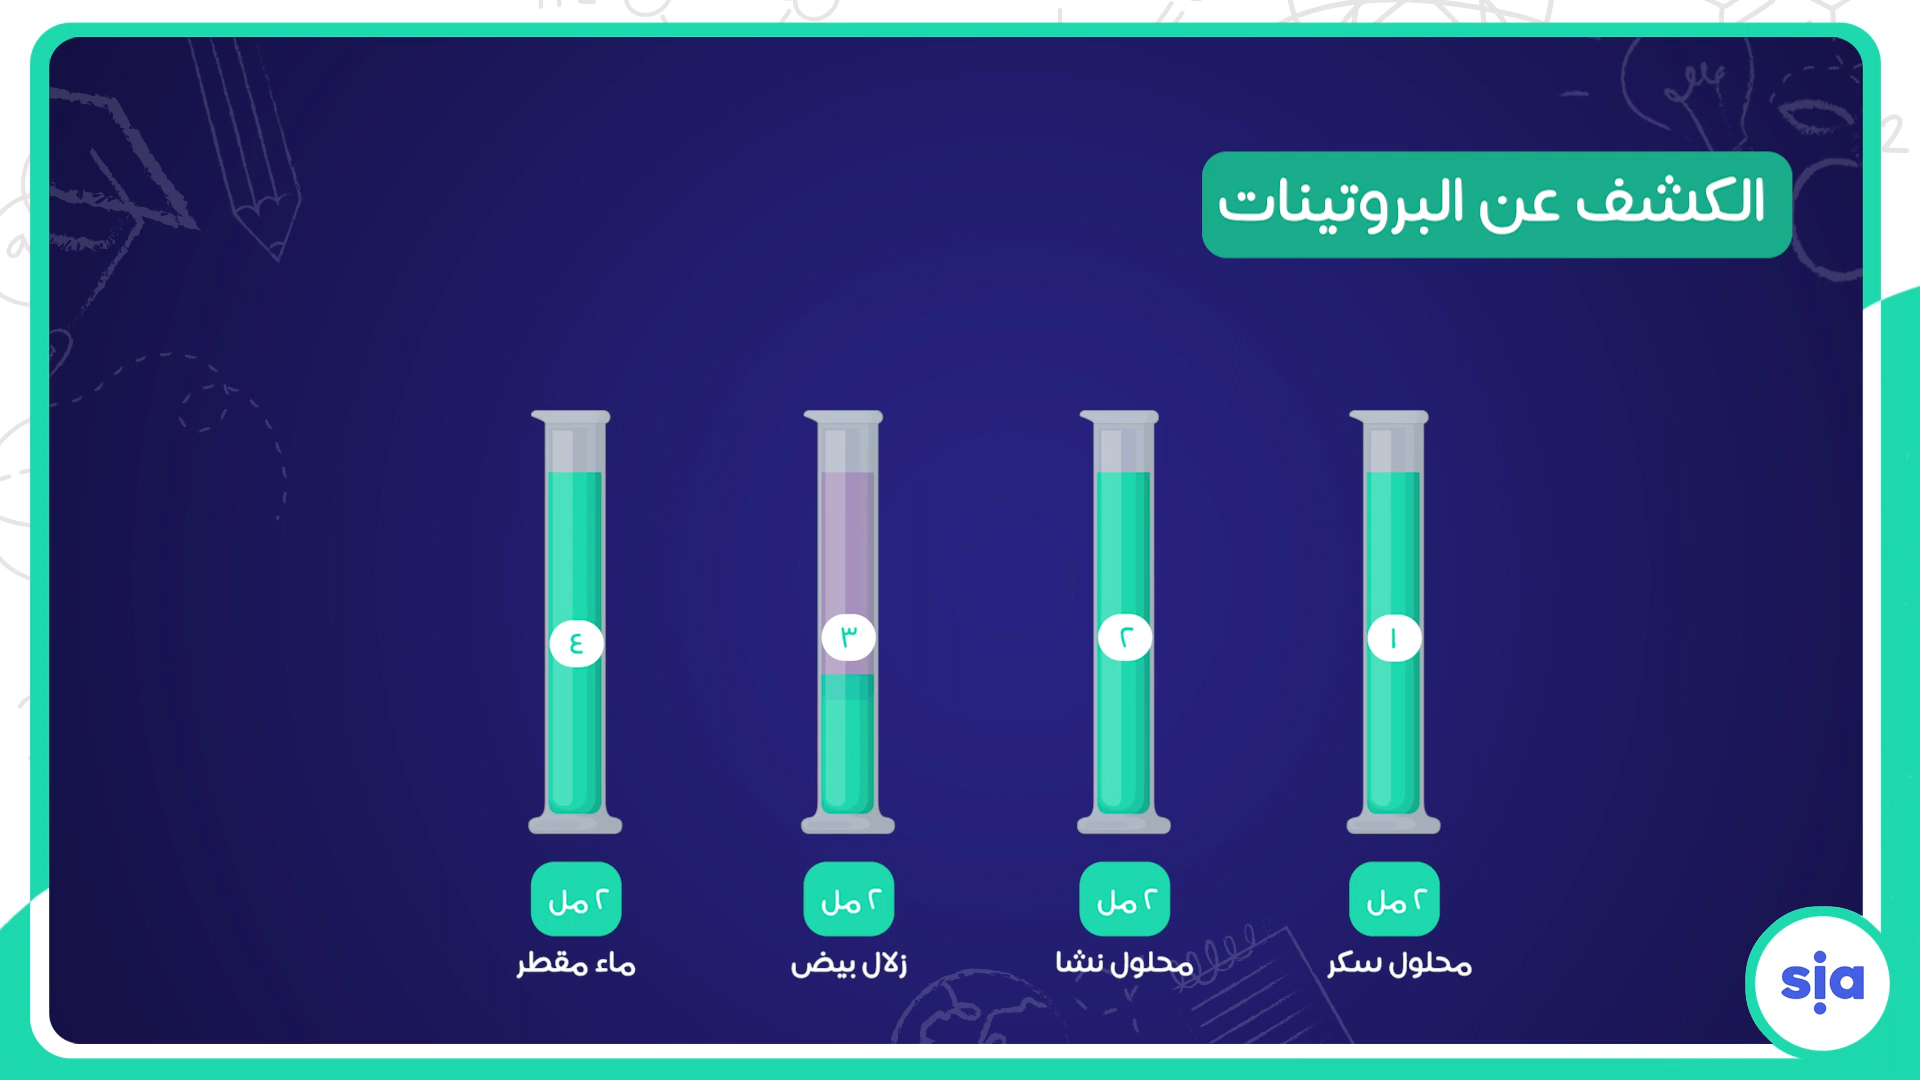 الكشف عن البروتينات
١
٢
٣
٤
٢ مل
٢ مل
٢ مل
٢ مل
محلول سكر
محلول نشا
زلال بيض
ماء مقطر
sia